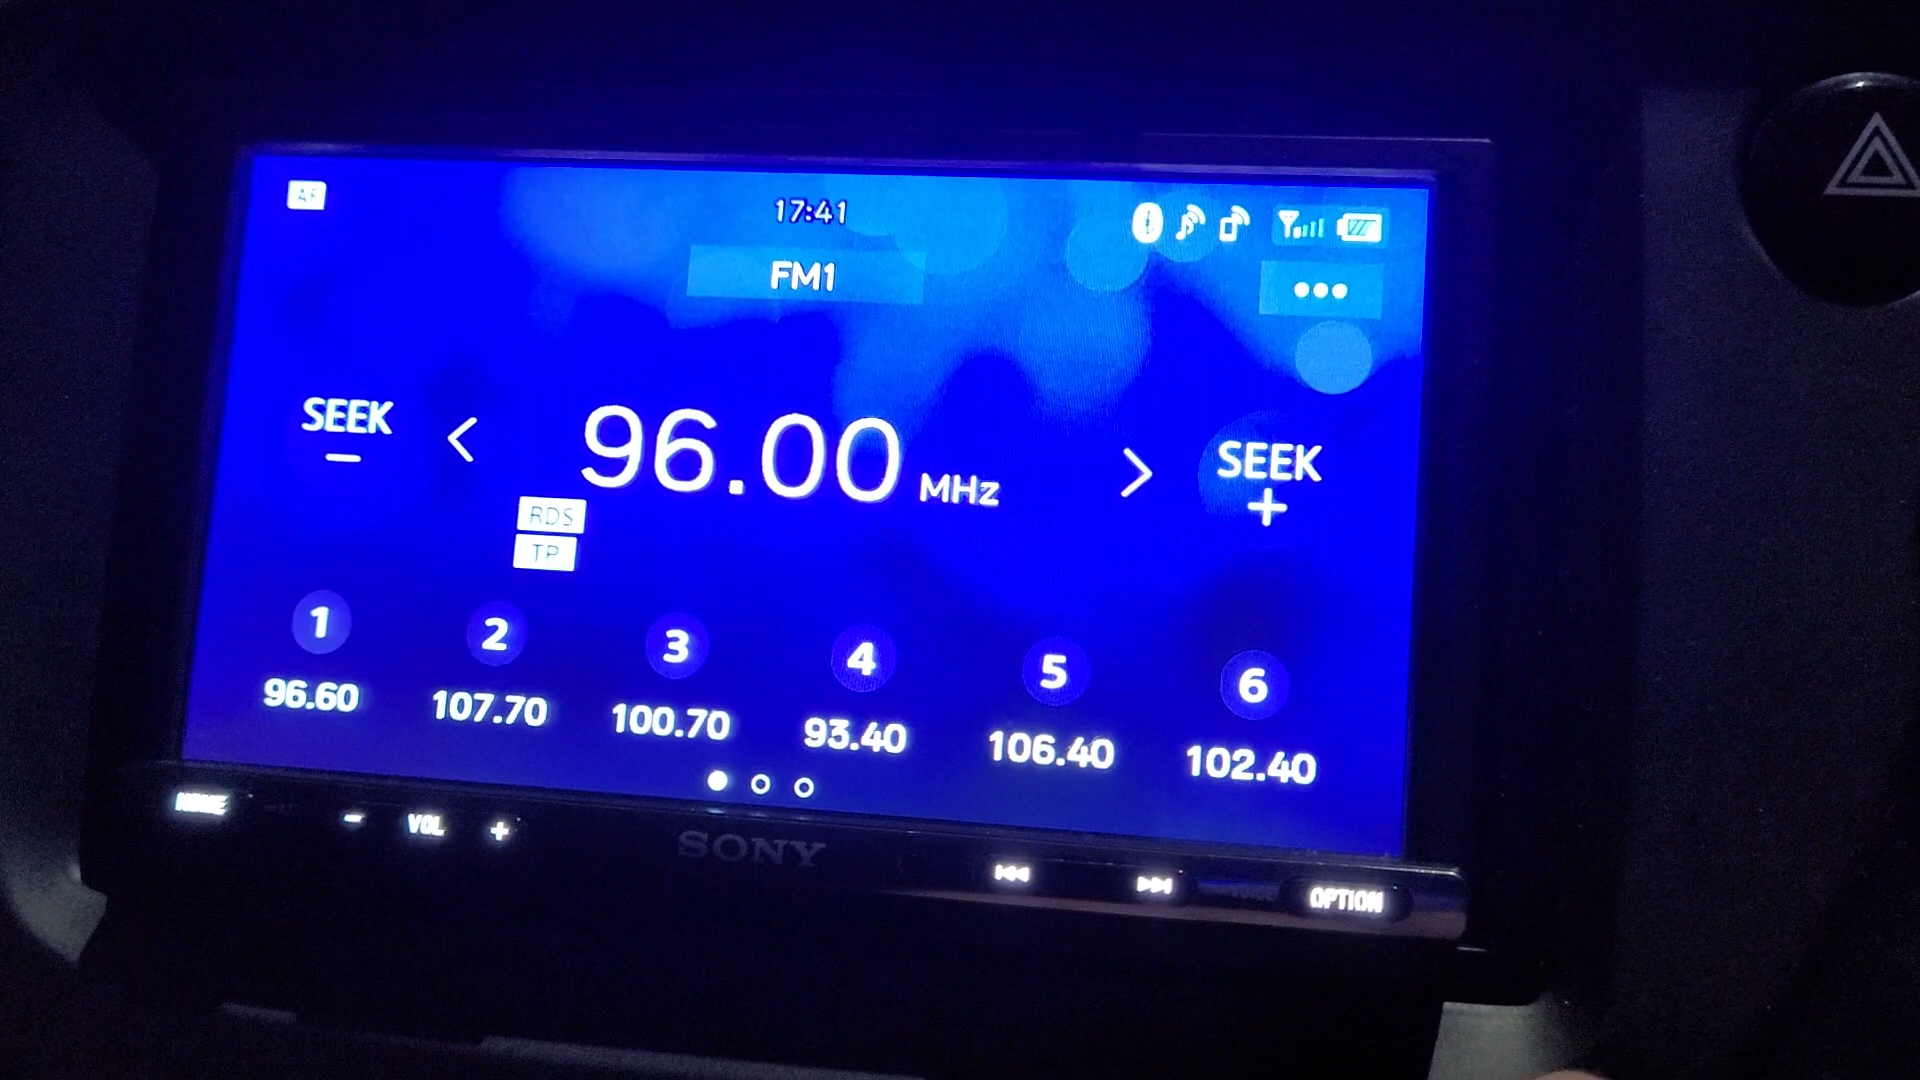 AF
17:41
FM1
SEEK
−
<
96.00 MHz
>
SEEK
+
RDS
TP
1 2 3 4 5 6
96.60 107.70 100.70 93.40 106.40 102.40
HOME − VOL +
SONY
OPTION